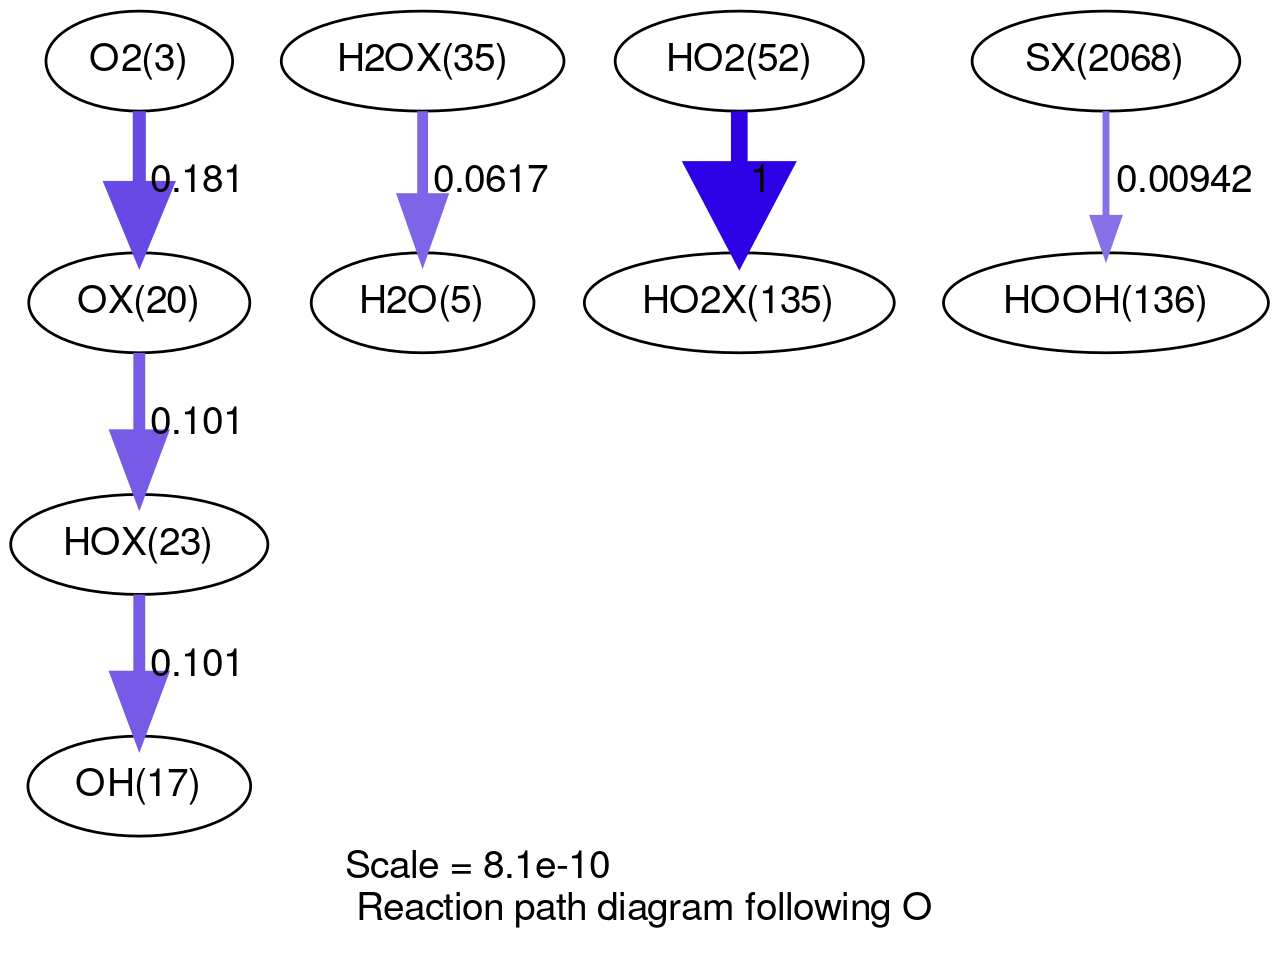 O2(3)
H2OX(35)
HO2(52)
SX(2068)
0.181
0.0617
1
0.00942
OX(20)
H2O(5)
HO2X(135)
HOOH(136)
0.101
HOX(23)
0.101
OH(17)
Scale = 8.1e-10
Reaction path diagram following O